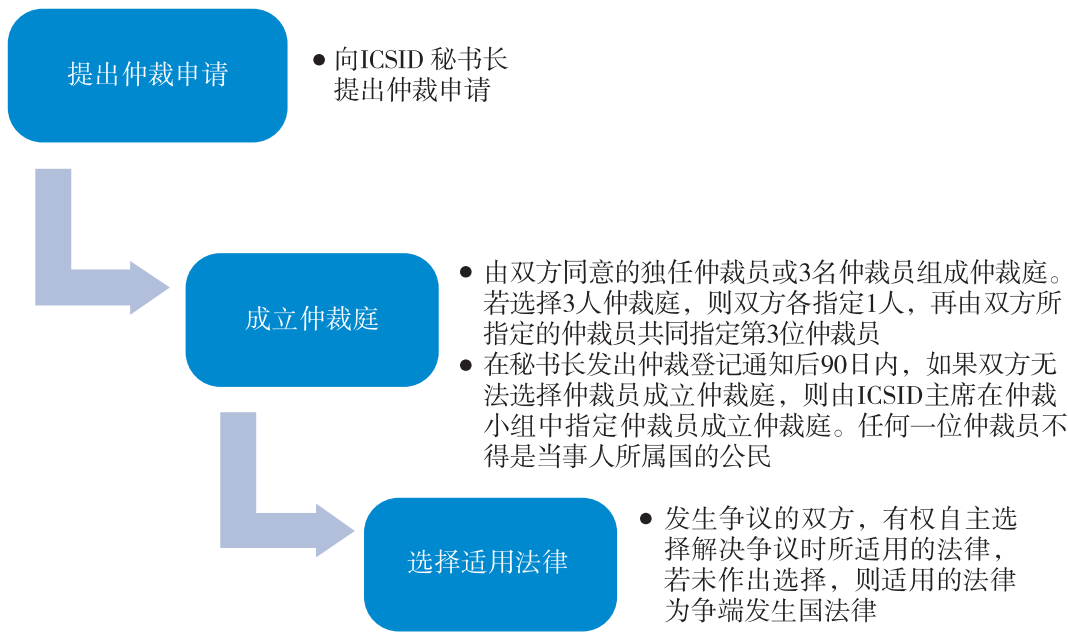 提出仲裁申请
● 向ICSID 秘书长
提出仲裁申请
成立仲裁庭
● 由双方同意的独任仲裁员或3名仲裁员组成仲裁庭。
若选择3人仲裁庭，则双方各指定1人，再由双方所
指定的仲裁员共同指定第3位仲裁员
● 在秘书长发出仲裁登记通知后90日内，如果双方无
法选择仲裁员成立仲裁庭，则由ICSID主席在仲裁
小组中指定仲裁员成立仲裁庭。任何一位仲裁员不
得是当事人所属国的公民
选择适用法律
● 发生争议的双方，有权自主选
择解决争议时所适用的法律，
若未作出选择，则适用的法律
为争端发生国法律